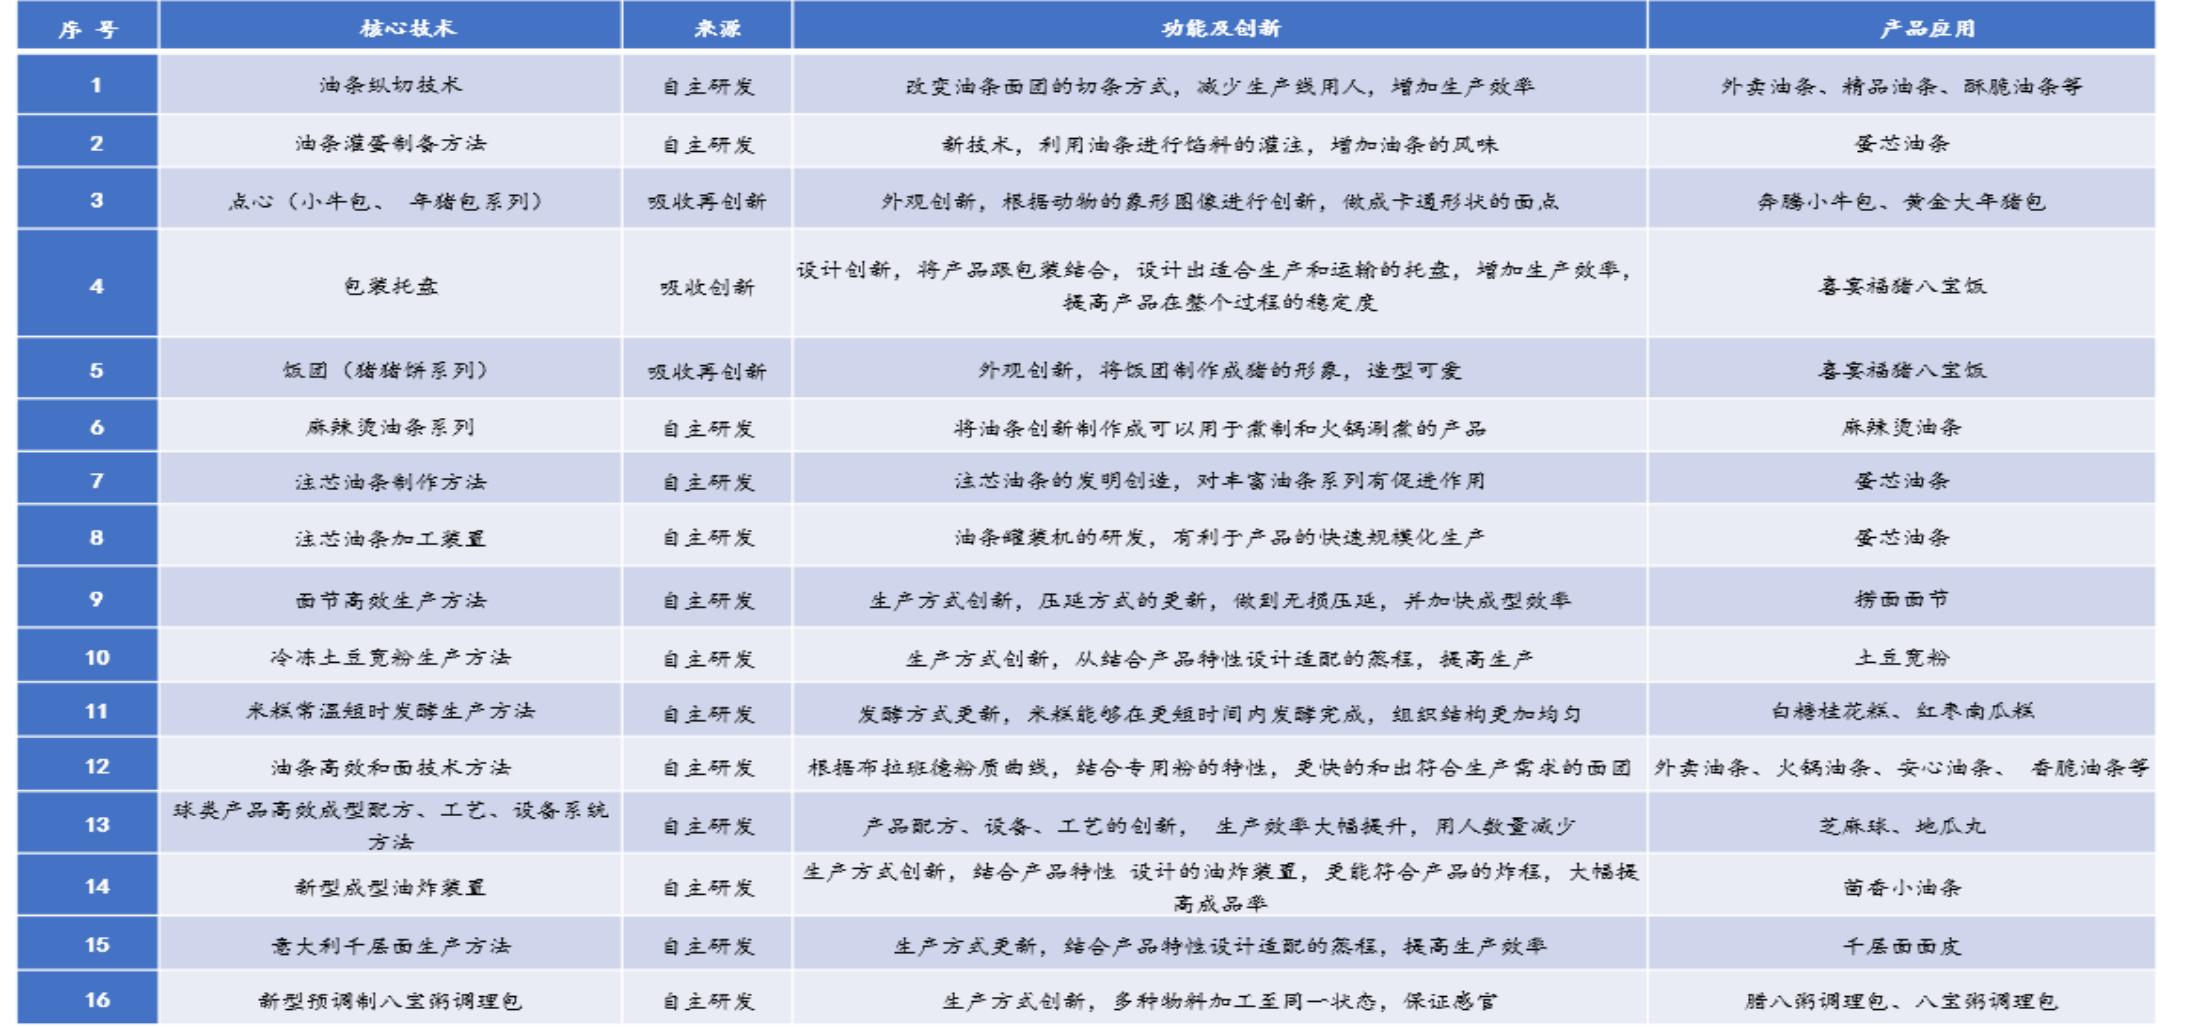 序 号 核心技术 来源 功能及创新 产品应用
1 油条纵切技术 自主研发 改变油条面团的切条方式，减少生产线用人，增加生产效率 外卖油条、精品油条、酥脆油条等
2 油条灌蛋制备方法 自主研发 新技术，利用油条进行馅料的灌注，增加油条的风味 蛋芯油条
3 点心（小牛包、 年猪包系列） 吸收再创新 外观创新，根据动物的象形图像进行创新，做成卡通形状的面点 奔腾小牛包、黄金大年猪包
4 包装托盘 吸收创新 设计创新，将产品跟包装结合，设计出适合生产和运输的托盘，增加生产效率，
提高产品在整个过程的稳定度 喜宴福猪八宝饭
5 饭团（猪猪饼系列） 吸收再创新 外观创新，将饭团制作成猪的形象，造型可爱 喜宴福猪八宝饭
6 麻辣烫油条系列 自主研发 将油条创新制作成可以用于煮制和火锅涮煮的产品 麻辣烫油条
7 注芯油条制作方法 自主研发 注芯油条的发明创造，对丰富油条系列有促进作用 蛋芯油条
8 注芯油条加工装置 自主研发 油条罐装机的研发，有利于产品的快速规模化生产 蛋芯油条
9 面节高效生产方法 自主研发 生产方式创新，压延方式的更新，做到无损压延，并加快成型效率 捞面面节
10 冷冻土豆宽粉生产方法 自主研发 生产方式创新，从结合产品特性设计适配的蒸程，提高生产 土豆宽粉
11 米糕常温短时发酵生产方法 自主研发 发酵方式更新，米糕能够在更短时间内发酵完成，组织结构更加均匀 白糖桂花糕、红枣南瓜糕
12 油条高效和面技术方法 自主研发 根据布拉班德粉质曲线，结合专用粉的特性，更快的和出符合生产需求的面团 外卖油条、火锅油条、安心油条、 香脆油条等
13 球类产品高效成型配方、工艺、设备系统
方法 自主研发 产品配方、设备、工艺的创新， 生产效率大幅提升，用人数量减少 芝麻球、地瓜丸
14 新型成型油炸装置 自主研发 生产方式创新，结合产品特性 设计的油炸装置，更能符合产品的炸程，大幅提
高成品率 茴香小油条
15 意大利千层面生产方法 自主研发 生产方式更新，结合产品特性设计适配的蒸程，提高生产效率 千层面面皮
16 新型预调制八宝粥调理包 自主研发 生产方式创新，多种物料加工至同一状态，保证感官 腊八粥调理包、八宝粥调理包